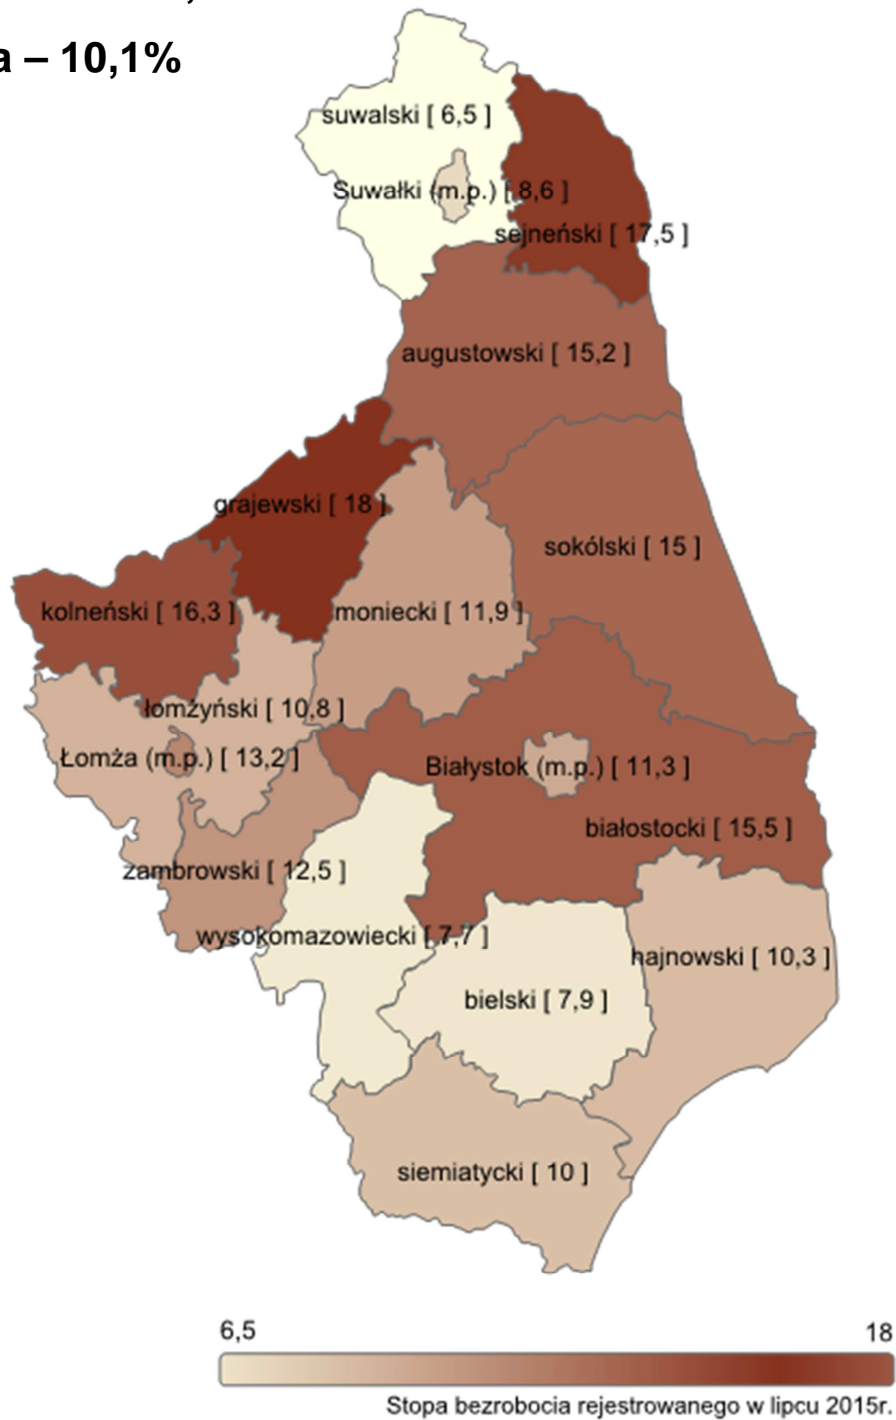 a – 10,1%
suwalski [ 6,5 ]
Suwałki (m.p.) [ 8,6 ]
sejneński [ 17,5 ]
augustowski [ 15,2 ]
grajewski [ 18 ]
sokólski [ 15 ]
kolneński [ 16,3 ]
moniecki [ 11,9 ]
łomżyński [ 10,8 ]
Łomża (m.p.) [ 13,2 ]
Białystok (m.p.) [ 11,3 ]
białostocki [ 15,5 ]
zambrowski [ 12,5 ]
wysokomazowiecki [ 7,7 ]
hajnowski [ 10,3 ]
bielski [ 7,9 ]
siemiatycki [ 10 ]
6,5 18
Stopa bezrobocia rejestrowanego w lipcu 2015r.